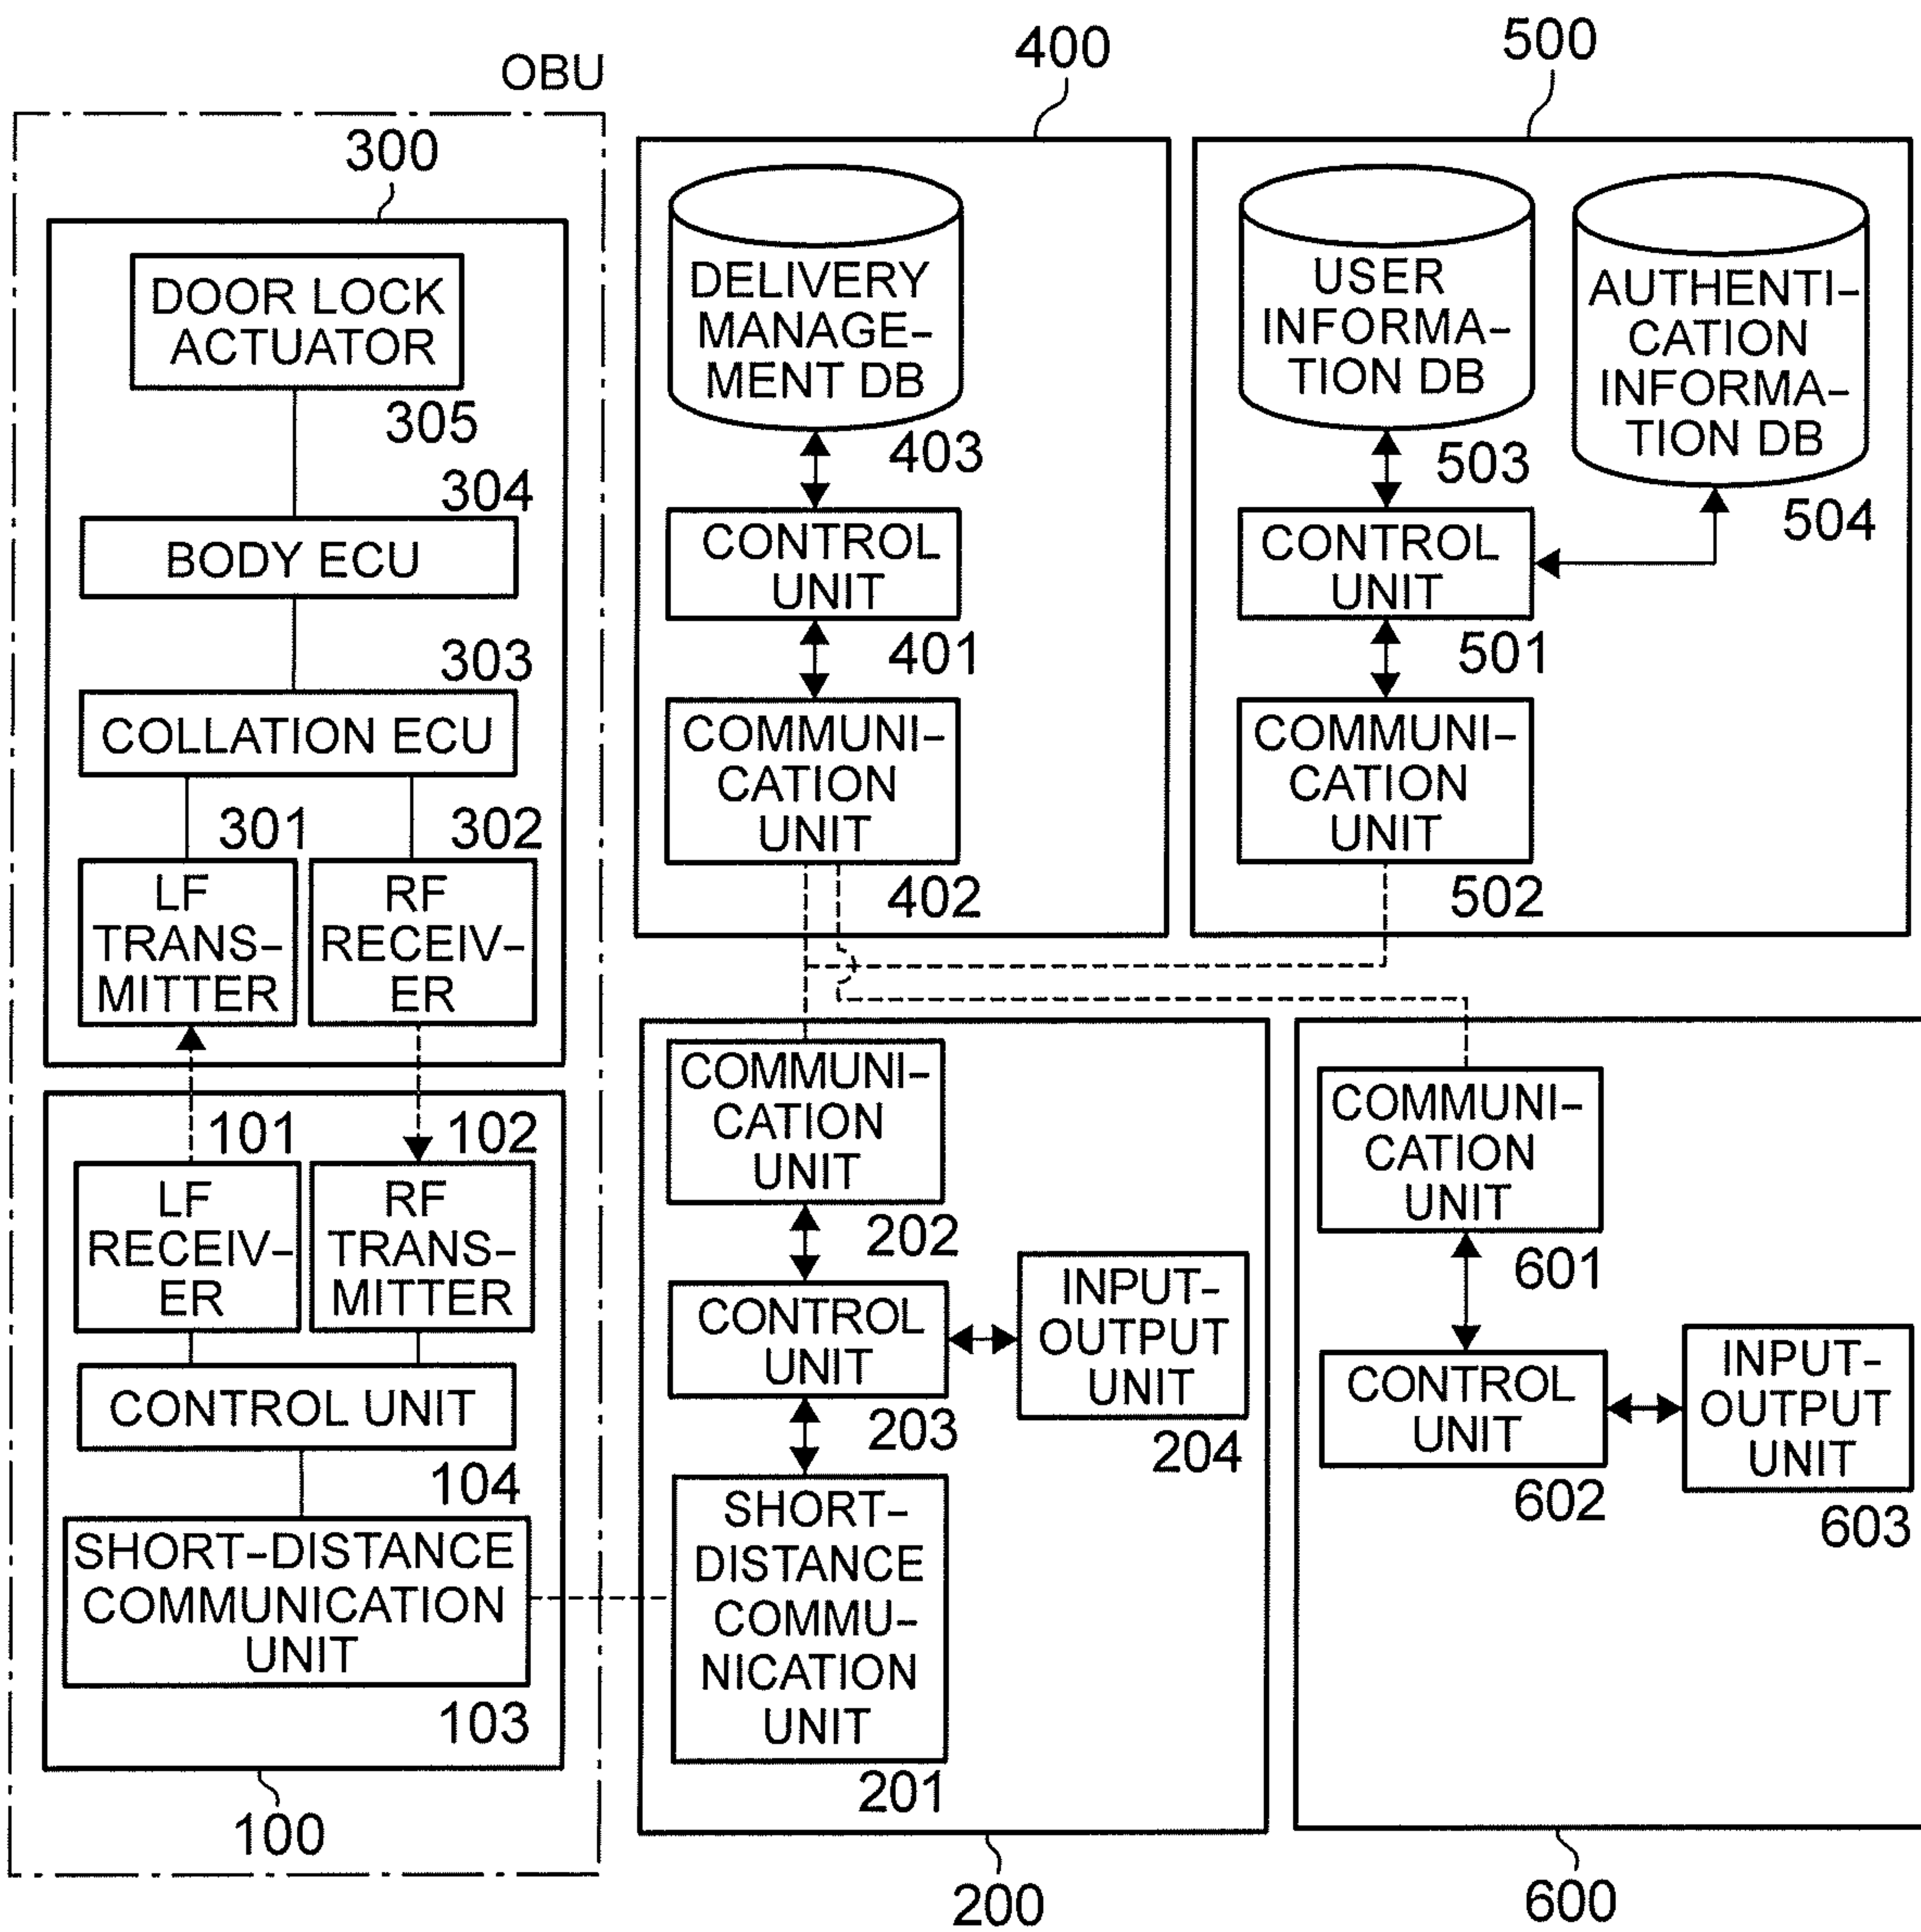 OBU
300
DOOR LOCK
ACTUATOR
305
304
BODY ECU
303
COLLATION ECU
301
302
LF
TRANS-
MITTER
RF
RECEIV-
ER
101
102
LF
RECEIV-
ER
RF
TRANS-
MITTER
CONTROL UNIT
104
SHORT-DISTANCE
COMMUNICATION
UNIT
103
100
400
DELIVERY
MANAGE-
MENT DB
403
CONTROL
UNIT
401
COMMUNI-
CATION
UNIT
402
500
USER
INFORMA-
TION DB
503
AUTHENTI-
CATION
INFORMA-
TION DB
504
CONTROL
UNIT
501
COMMUNI-
CATION
UNIT
502
COMMUNI-
CATION
UNIT
202
CONTROL
UNIT
203
INPUT-
OUTPUT
UNIT
204
SHORT-
DISTANCE
COMMU-
NICATION
UNIT
201
200
COMMUNI-
CATION
UNIT
601
CONTROL
UNIT
602
INPUT-
OUTPUT
UNIT
603
600